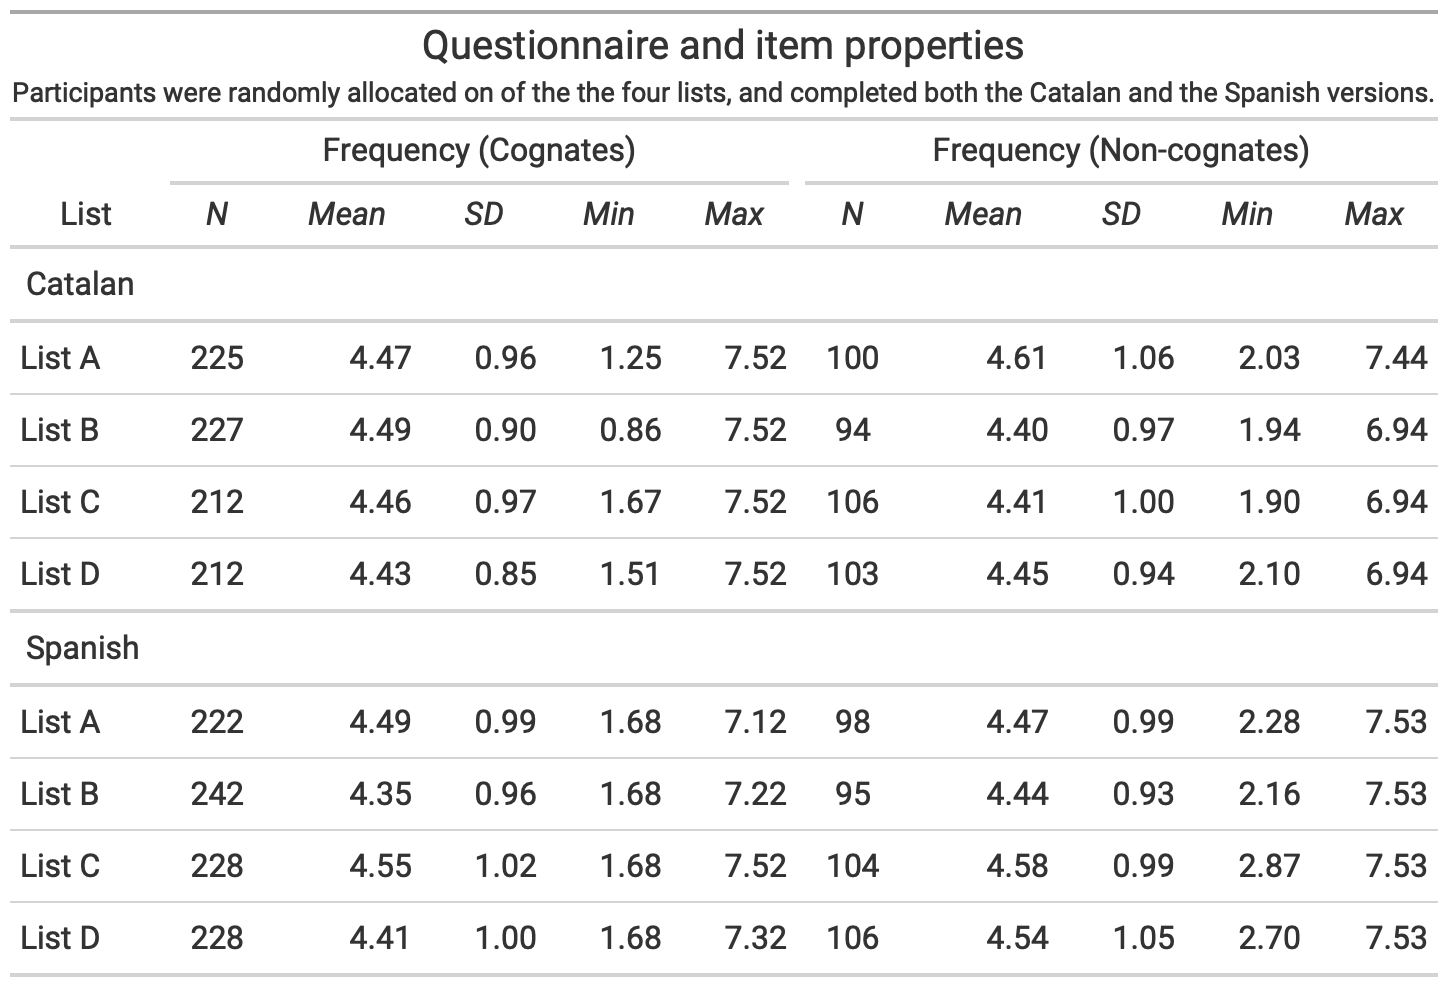 Questionnaire and item properties
Participants were randomly allocated on of the the four lists, and completed both the Catalan and the Spanish versions.
Frequency (Cognates) Frequency (Non-cognates)
List N Mean SD Min Max N Mean SD Min Max
Catalan
List A 225 4.47 0.96 1.25 7.52 100 4.61 1.06 2.03 7.44
List B 227 4.49 0.90 0.86 7.52 94 4.40 0.97 1.94 6.94
List C 212 4.46 0.97 1.67 7.52 106 4.41 1.00 1.90 6.94
List D 212 4.43 0.85 1.51 7.52 103 4.45 0.94 2.10 6.94
Spanish
List A 222 4.49 0.99 1.68 7.12 98 4.47 0.99 2.28 7.53
List B 242 4.35 0.96 1.68 7.22 95 4.44 0.93 2.16 7.53
List C 228 4.55 1.02 1.68 7.52 104 4.58 0.99 2.87 7.53
List D 228 4.41 1.00 1.68 7.32 106 4.54 1.05 2.70 7.53